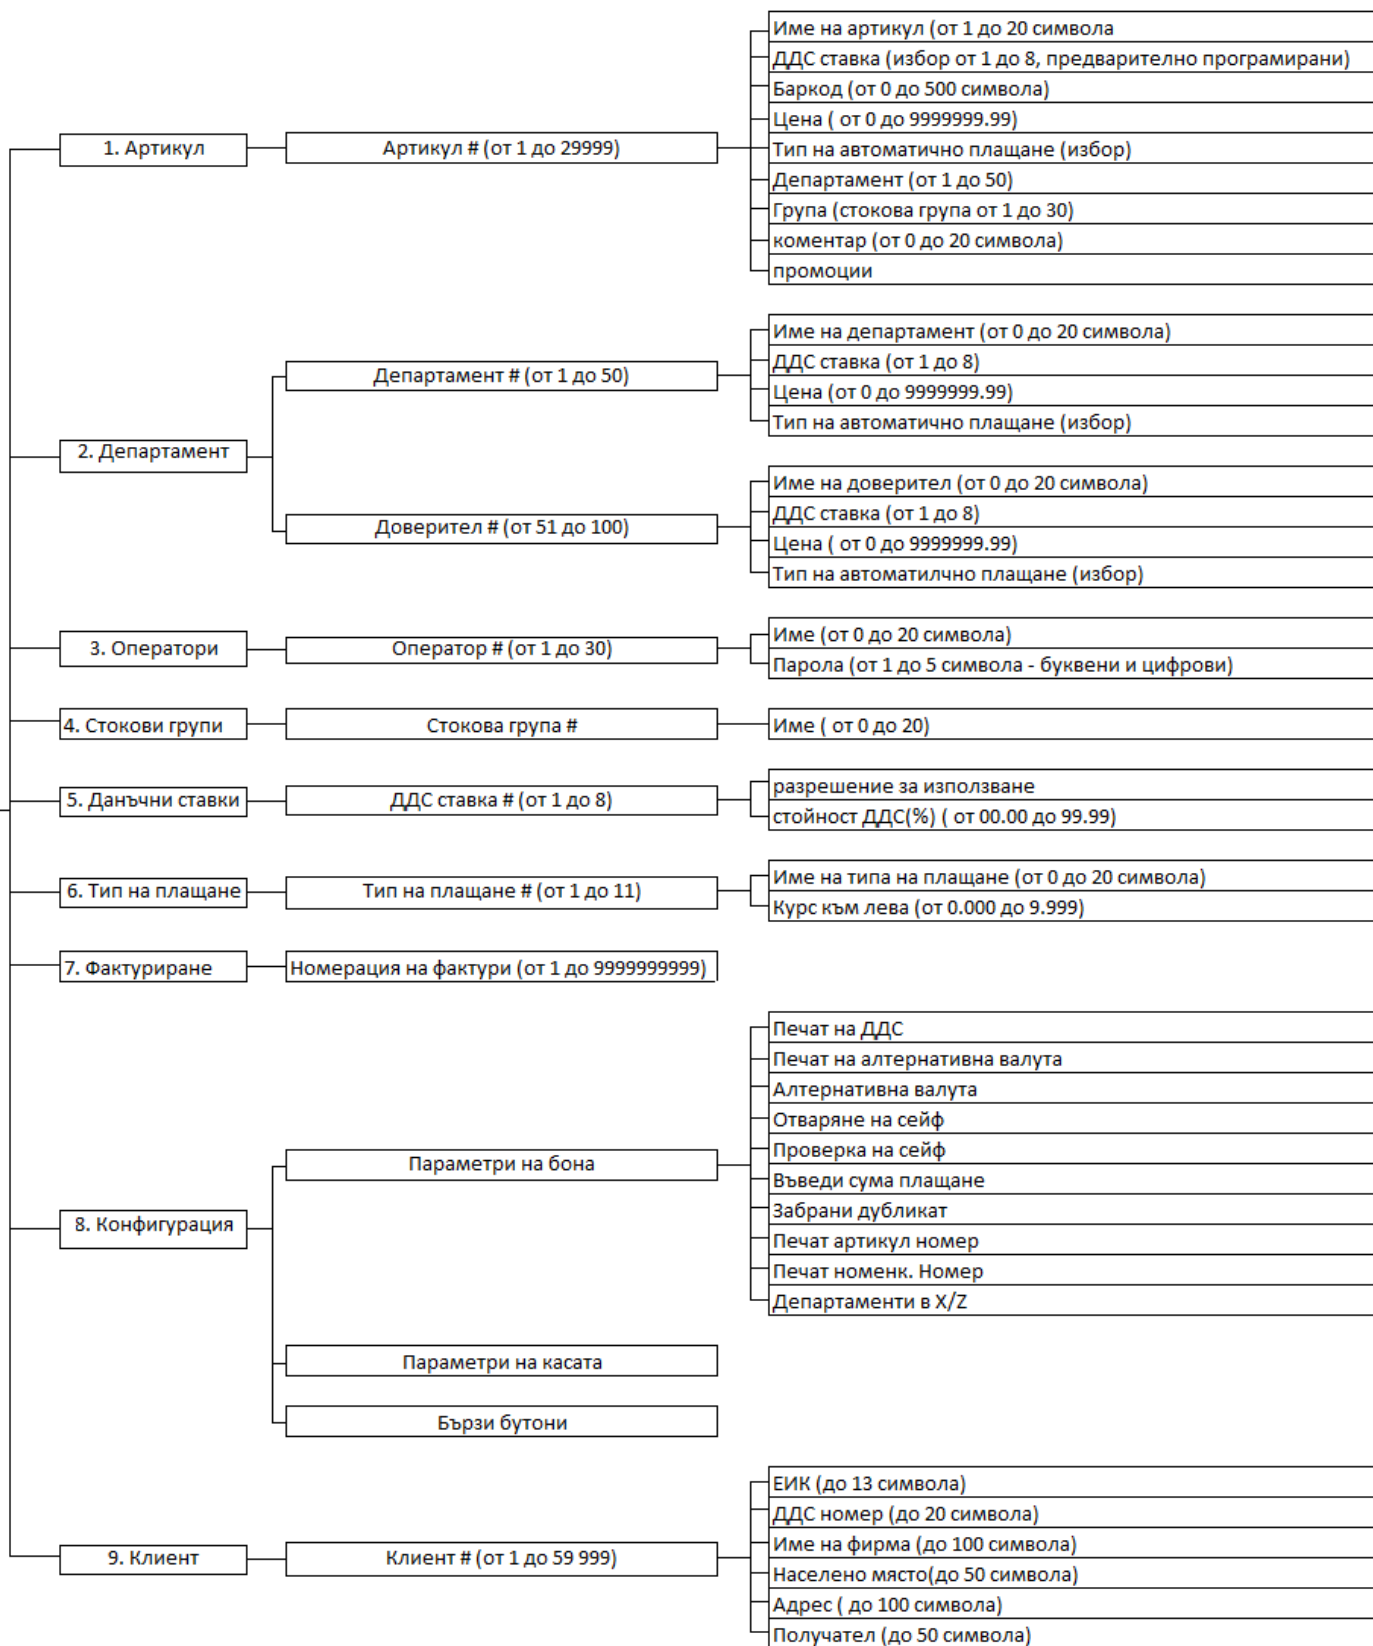 1. Артикул
Артикул # (от 1 до 29999)
Име на артикул (от 1 до 20 символа
ДДС ставка (избор от 1 до 8, предварително програмирани)
Баркод (от 0 до 500 символа)
Цена ( от 0 до 9999999.99)
Тип на автоматично плащане (избор)
Департамент (от 1 до 50)
Група (стокова група от 1 до 30)
коментар (от 0 до 20 символа)
промоции
2. Департамент
Департамент # (от 1 до 50)
Име на департамент (от 0 до 20 символа)
ДДС ставка (от 1 до 8)
Цена (от 0 до 9999999.99)
Тип на автоматично плащане (избор)
Доверител # (от 51 до 100)
Име на доверител (от 0 до 20 символа)
ДДС ставка (от 1 до 8)
Цена ( от 0 до 9999999.99)
Тип на автоматилчно плащане (избор)
3. Оператори
Оператор # (от 1 до 30)
Име (от 0 до 20 символа)
Парола (от 1 до 5 символа - буквени и цифрови)
4. Стокови групи
Стокова група #
Име ( от 0 до 20)
5. Данъчни ставки
ДДС ставка # (от 1 до 8)
разрешение за използване
стойност ДДС(%) ( от 00.00 до 99.99)
6. Тип на плащане
Тип на плащане # (от 1 до 11)
Име на типа на плащане (от 0 до 20 символа)
Курс към лева (от 0.000 до 9.999)
7. Фактуриране
Номерация на фактури (от 1 до 9999999999)
8. Конфигурация
Параметри на бона
Печат на ДДС
Печат на алтернативна валута
Алтернативна валута
Отваряне на сейф
Проверка на сейф
Въведи сума плащане
Забрани дубликат
Печат артикул номер
Печат номенк. Номер
Департаменти в X/Z
Параметри на касата
Бързи бутони
9. Клиент
Клиент # (от 1 до 59 999)
ЕИК (до 13 символа)
ДДС номер (до 20 символа)
Име на фирма (до 100 символа)
Населено място(до 50 символа)
Адрес ( до 100 символа)
Получател (до 50 символа)